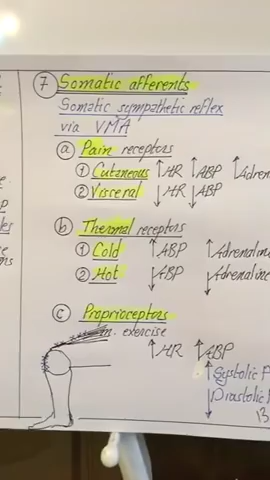 ⑦ Somatic afferents
Somatic sympathetic reflex
via VMA
ⓐ Pain receptors
① Cutaneous ↑HR ↑ABP ↑Adren
② Visceral ↓HR ↓ABP
ⓑ Thermal receptors
① Cold ↑ABP ↑Adrenaline
② Hot ↓ABP ↓Adrenaline
ⓒ Proprioceptors
m. exercise
↑HR ↑ABP
↑Systolic P
↓Diastolic